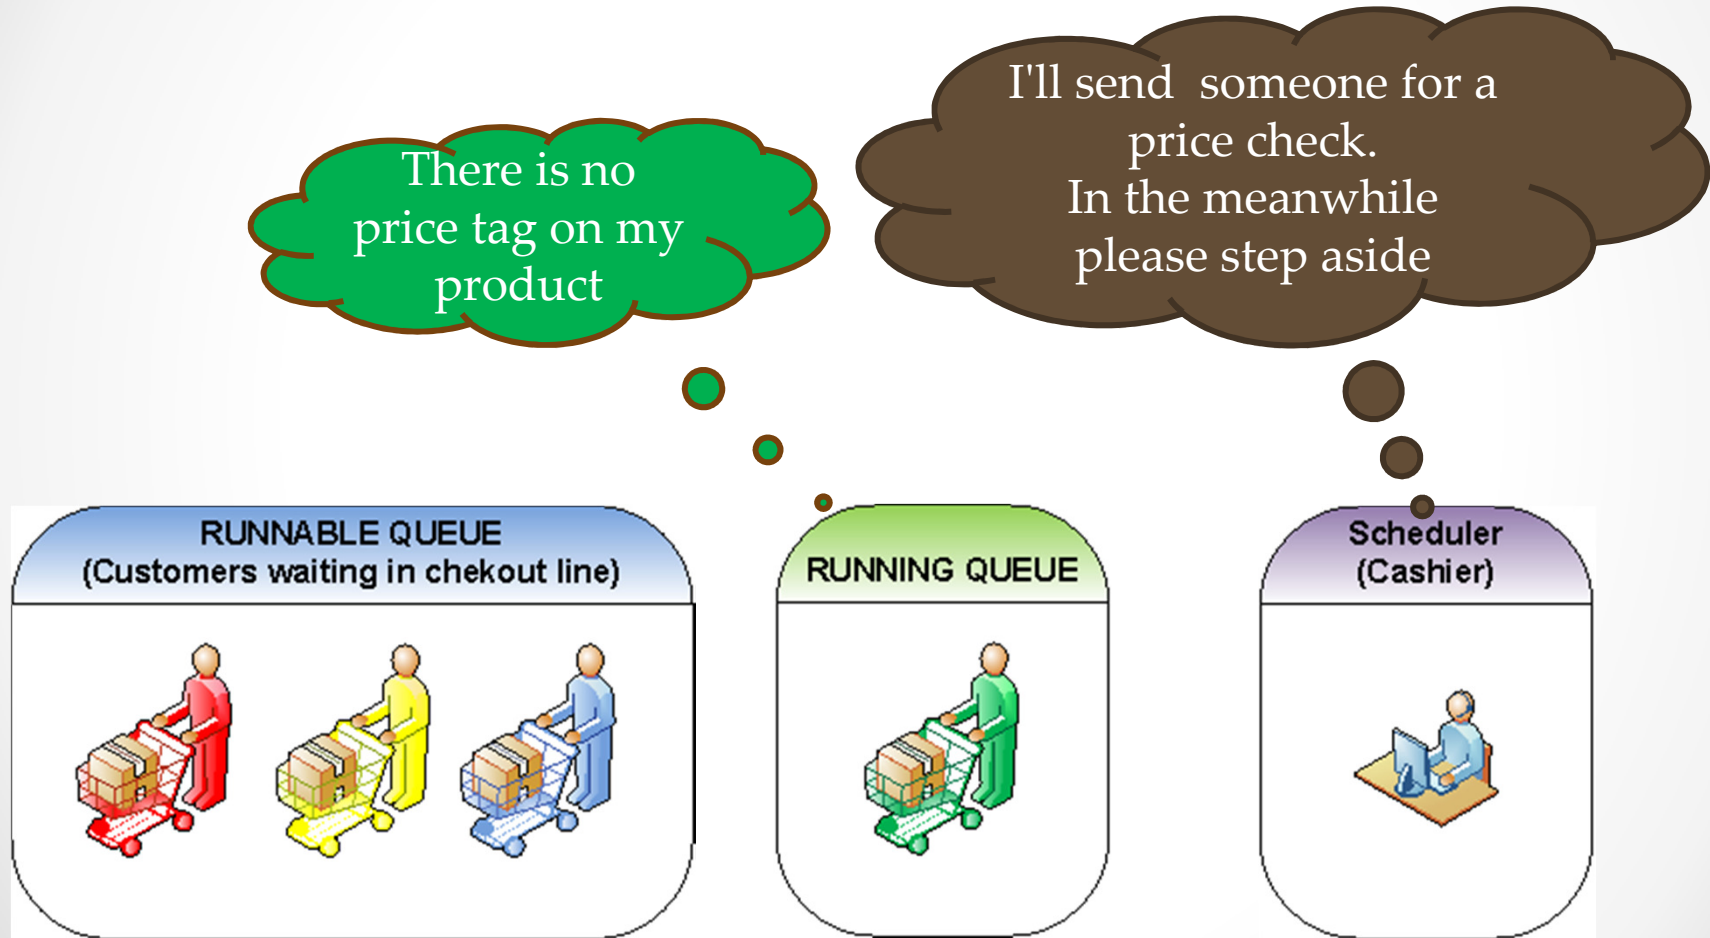 There is no
price tag on my
product
I'll send  someone for a
price check.
In the meanwhile
please step aside
RUNNABLE QUEUE
(Customers waiting in chekout line)
RUNNING QUEUE
Scheduler
(Cashier)